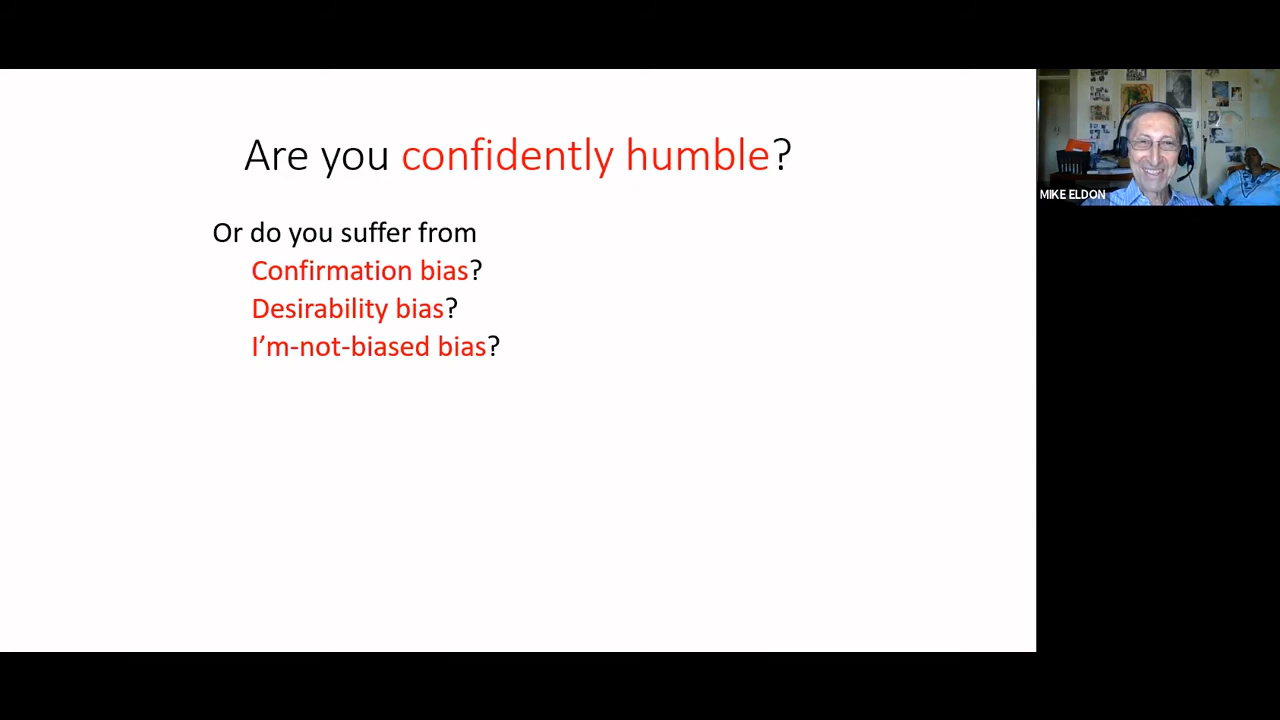 Are you confidently humble?
Or do you suffer from
Confirmation bias?
Desirability bias?
I’m-not-biased bias?
MIKE ELDON